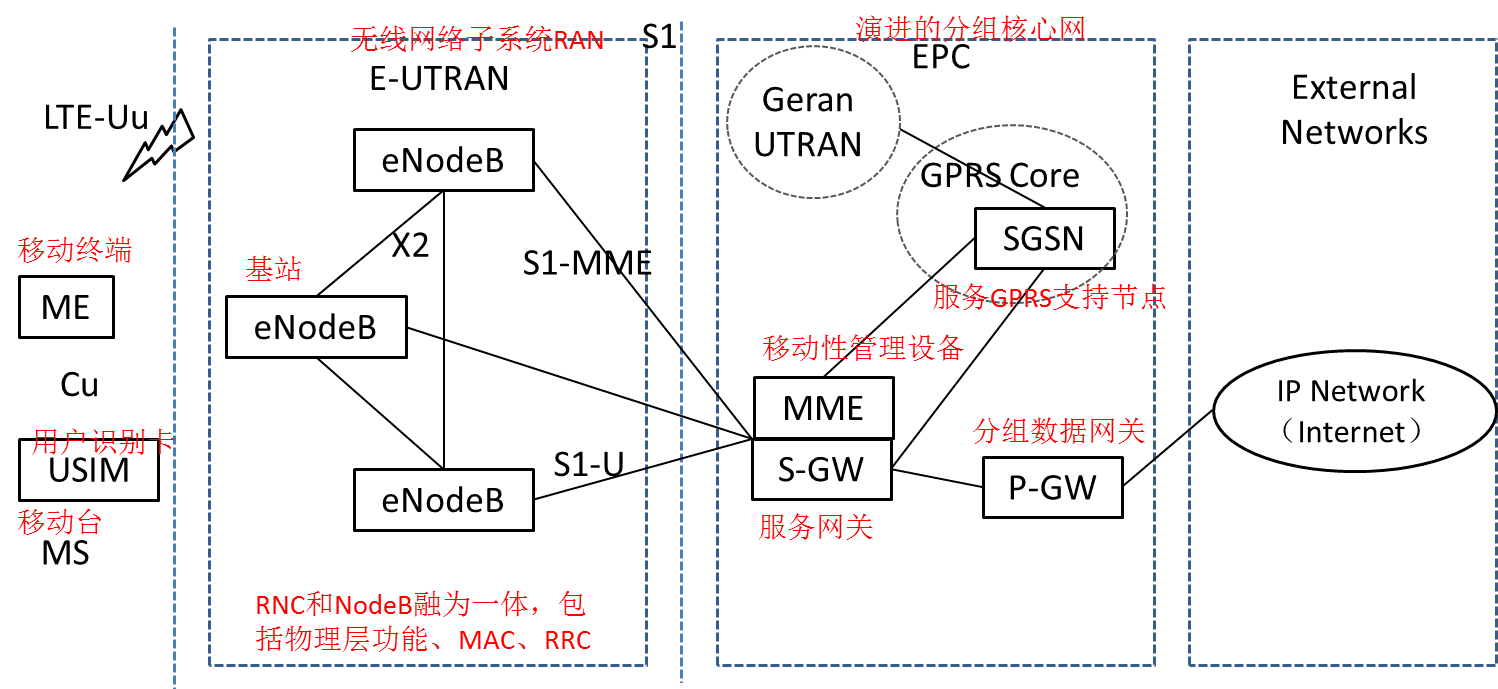 LTE-Uu
移动终端
ME
Cu
用户识别卡
USIM
移动台
MS
无线网络子系统RAN
E-UTRAN
eNodeB
X2
基站
eNodeB
eNodeB
RNC和NodeB融为一体，包
括物理层功能、MAC、RRC
S1
S1-MME
S1-U
演进的分组核心网
EPC
Geran
UTRAN
GPRS Core
SGSN
服务GPRS支持节点
移动性管理设备
MME
S-GW
服务网关
分组数据网关
P-GW
External
Networks
IP Network
（Internet）